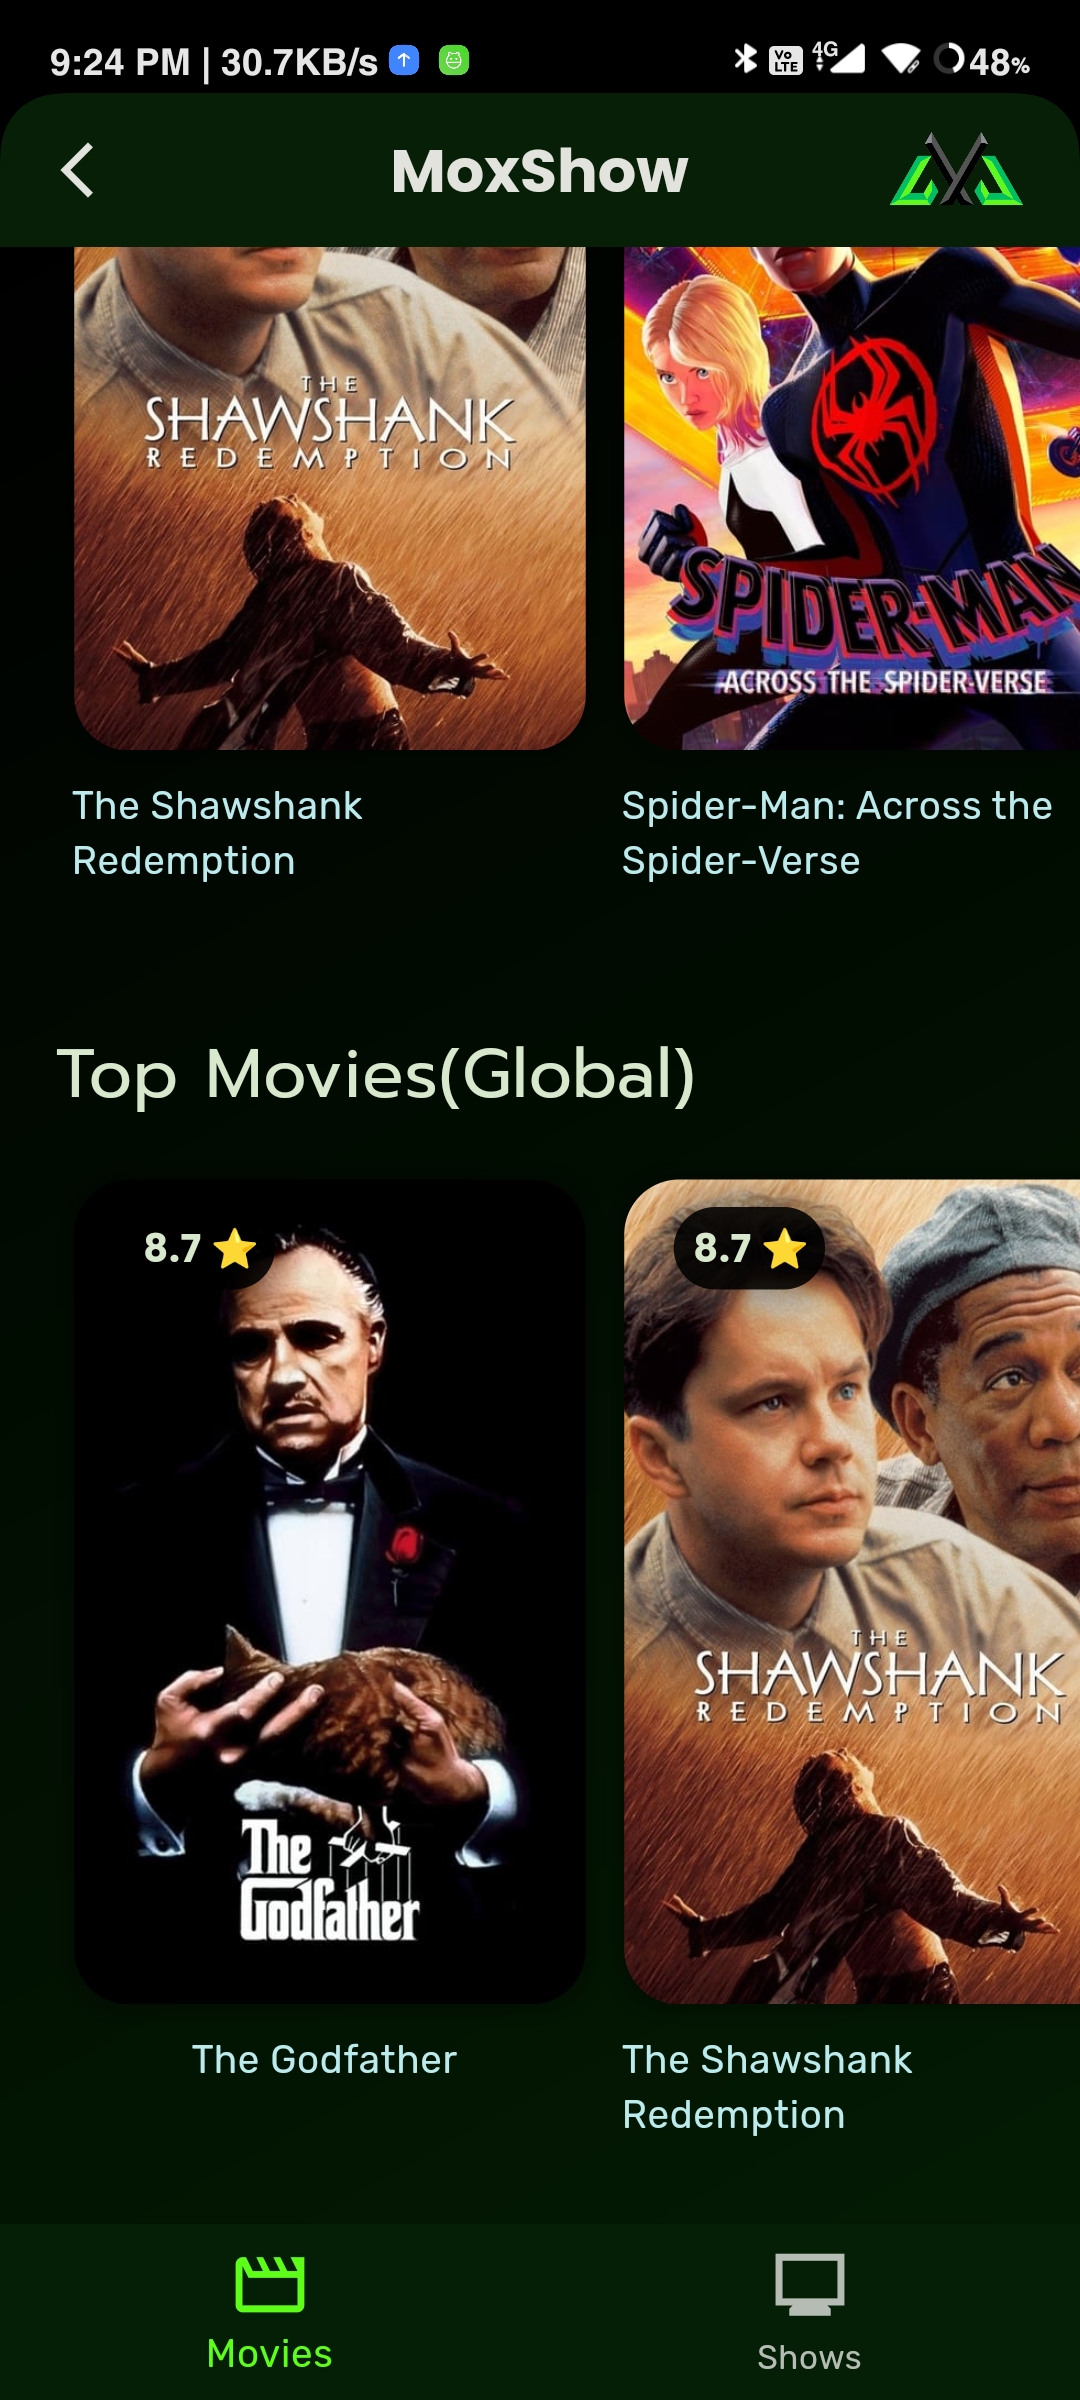 9:24 PM | 30.7KB/s Vo LTE 4G 48%
MoxShow
THE
SHAWSHANK
REDEMPTION
SPIDER-MAN
ACROSS THE SPIDER-VERSE
The Shawshank
Redemption
Spider-Man: Across the
Spider-Verse
Top Movies(Global)
8.7 ⭐
8.7 ⭐
The
Godfather
THE
SHAWSHANK
REDEMPTION
The Godfather
The Shawshank
Redemption
Movies
Shows